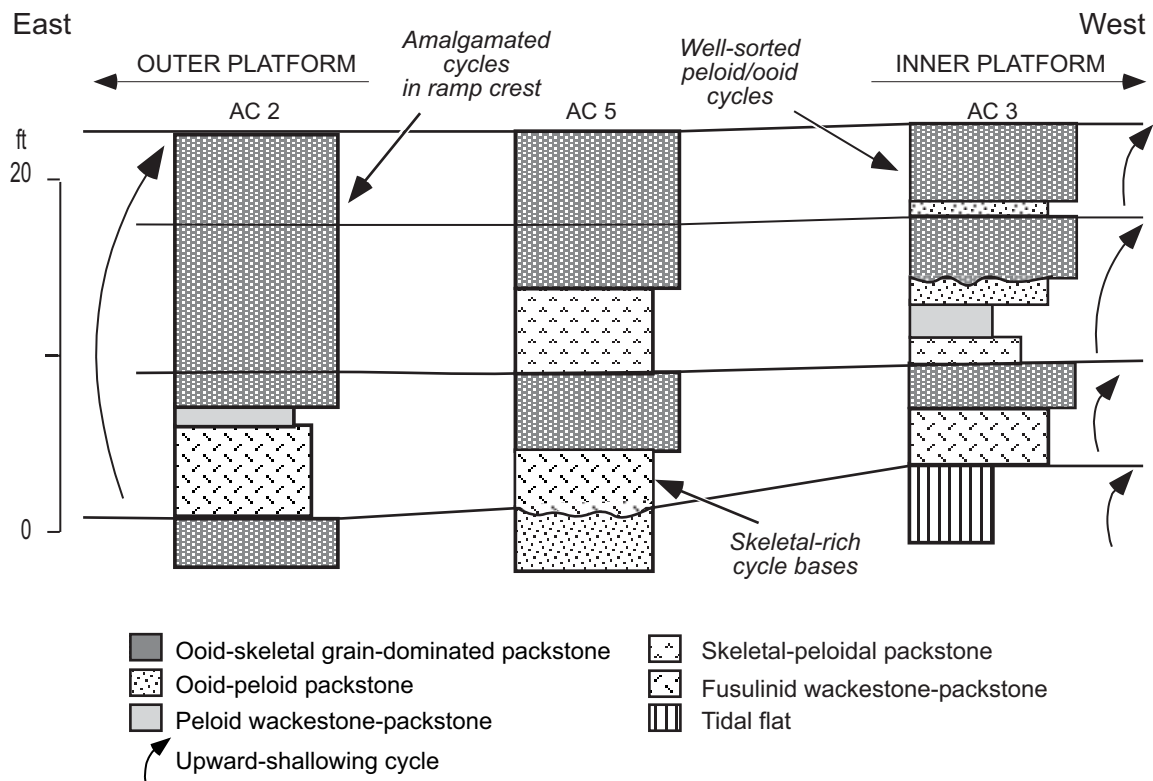 East
West
OUTER PLATFORM
Amalgamated
cycles
in ramp crest
Well-sorted
peloid/ooid
cycles
INNER PLATFORM
AC 2
AC 5
AC 3
ft
20
0
Skeletal-rich
cycle bases
Ooid-skeletal grain-dominated packstone
Ooid-peloid packstone
Peloid wackestone-packstone
Upward-shallowing cycle
Skeletal-peloidal packstone
Fusulinid wackestone-packstone
Tidal flat